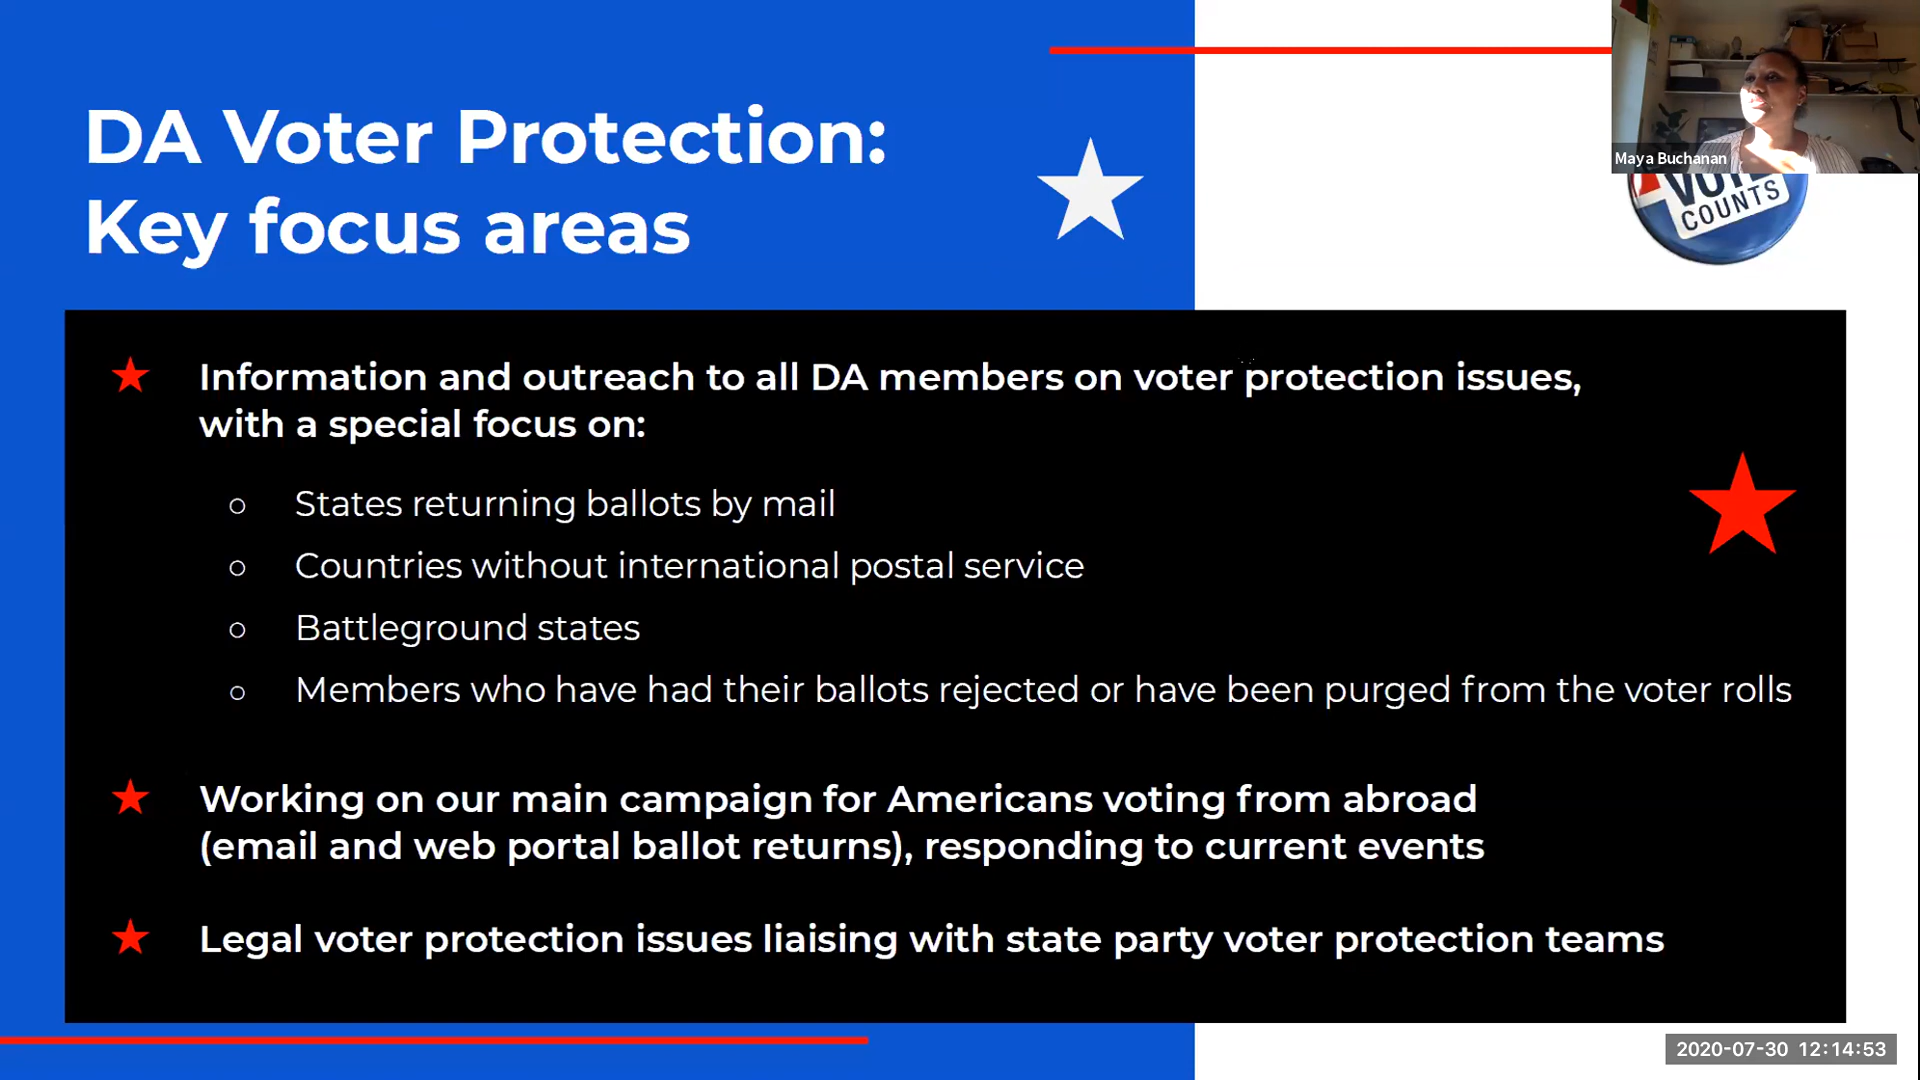 DA Voter Protection:
Key focus areas
Maya Buchanan
VOTE
COUNTS
★ Information and outreach to all DA members on voter protection issues,
with a special focus on:
○ States returning ballots by mail
○ Countries without international postal service
○ Battleground states
○ Members who have had their ballots rejected or have been purged from the voter rolls
★ Working on our main campaign for Americans voting from abroad
(email and web portal ballot returns), responding to current events
★ Legal voter protection issues liaising with state party voter protection teams
2020-07-30 12:14:53